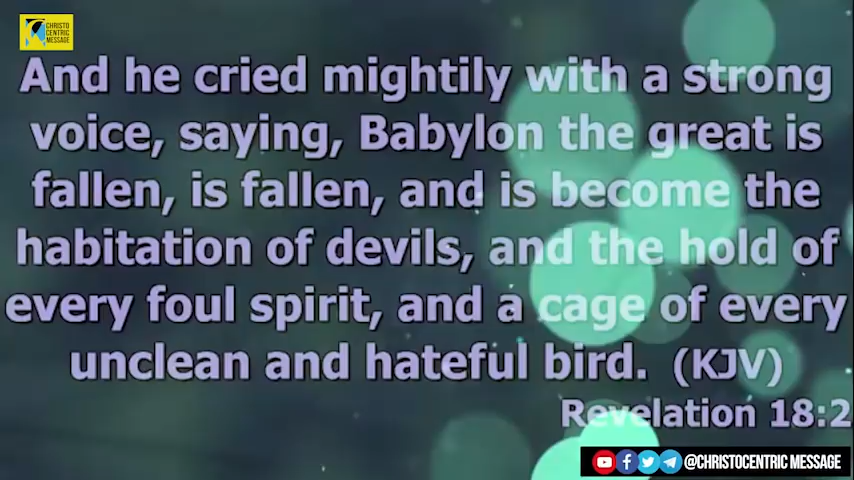 CHRISTO
CENTRIC
MESSAGE
And he cried mightily with a strong
voice, saying, Babylon the great is
fallen, is fallen, and is become the
habitation of devils, and the hold of
every foul spirit, and a cage of every
unclean and hateful bird. (KJV)
Revelation 18:2
@CHRISTOCENTRIC MESSAGE